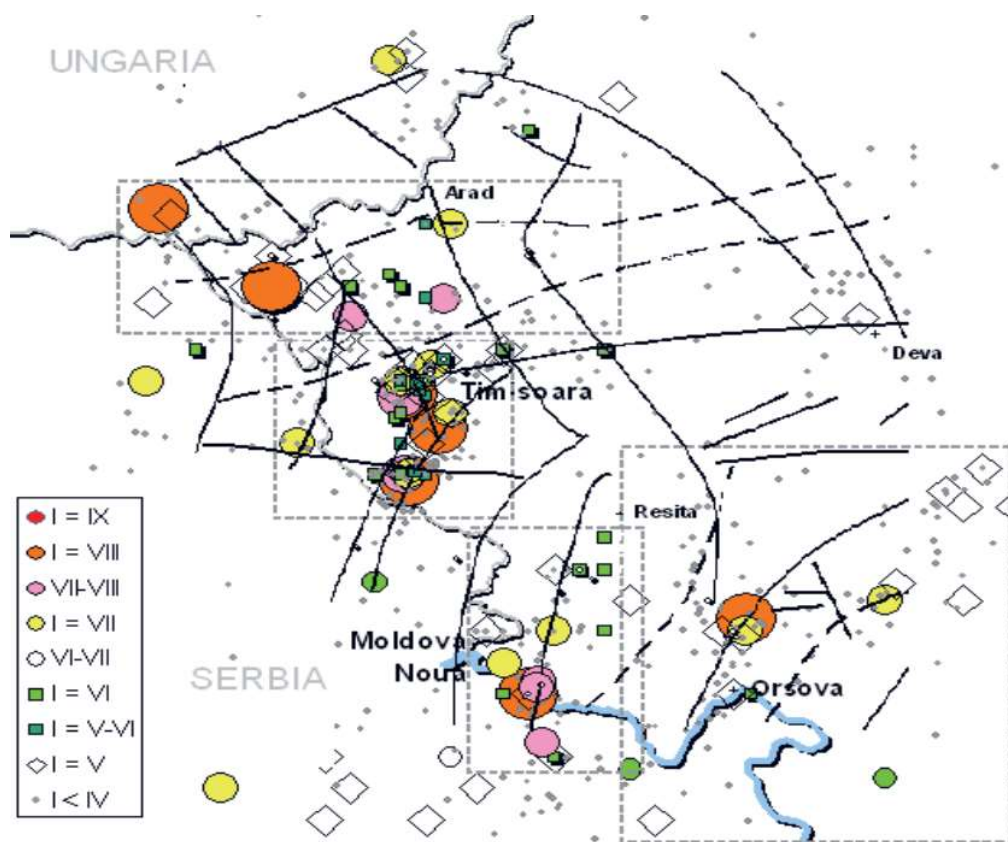 UNGARIA
Arad
Deva
Timisoara
Resita
Moldova
Noua
SERBIA
Orsova
I = IX
I = VIII
VII-VIII
I = VII
VI-VII
I = VI
I = V-VI
I = V
I < IV